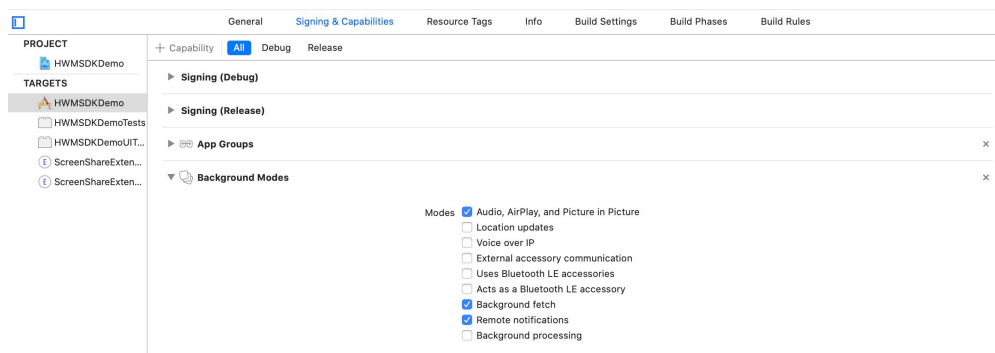 General Signing & Capabilities Resource Tags Info Build Settings Build Phases Build Rules
PROJECT
HWMSDKDemo
TARGETS
HWMSDKDemo
HWMSDKDemoTests
HWMSDKDemoUIT...
E ScreenShareExten...
E ScreenShareExten...
+ Capability All Debug Release
Signing (Debug)
Signing (Release)
App Groups
Background Modes
Modes Audio, AirPlay, and Picture in Picture
Location updates
Voice over IP
External accessory communication
Uses Bluetooth LE accessories
Acts as a Bluetooth LE accessory
Background fetch
Remote notifications
Background processing